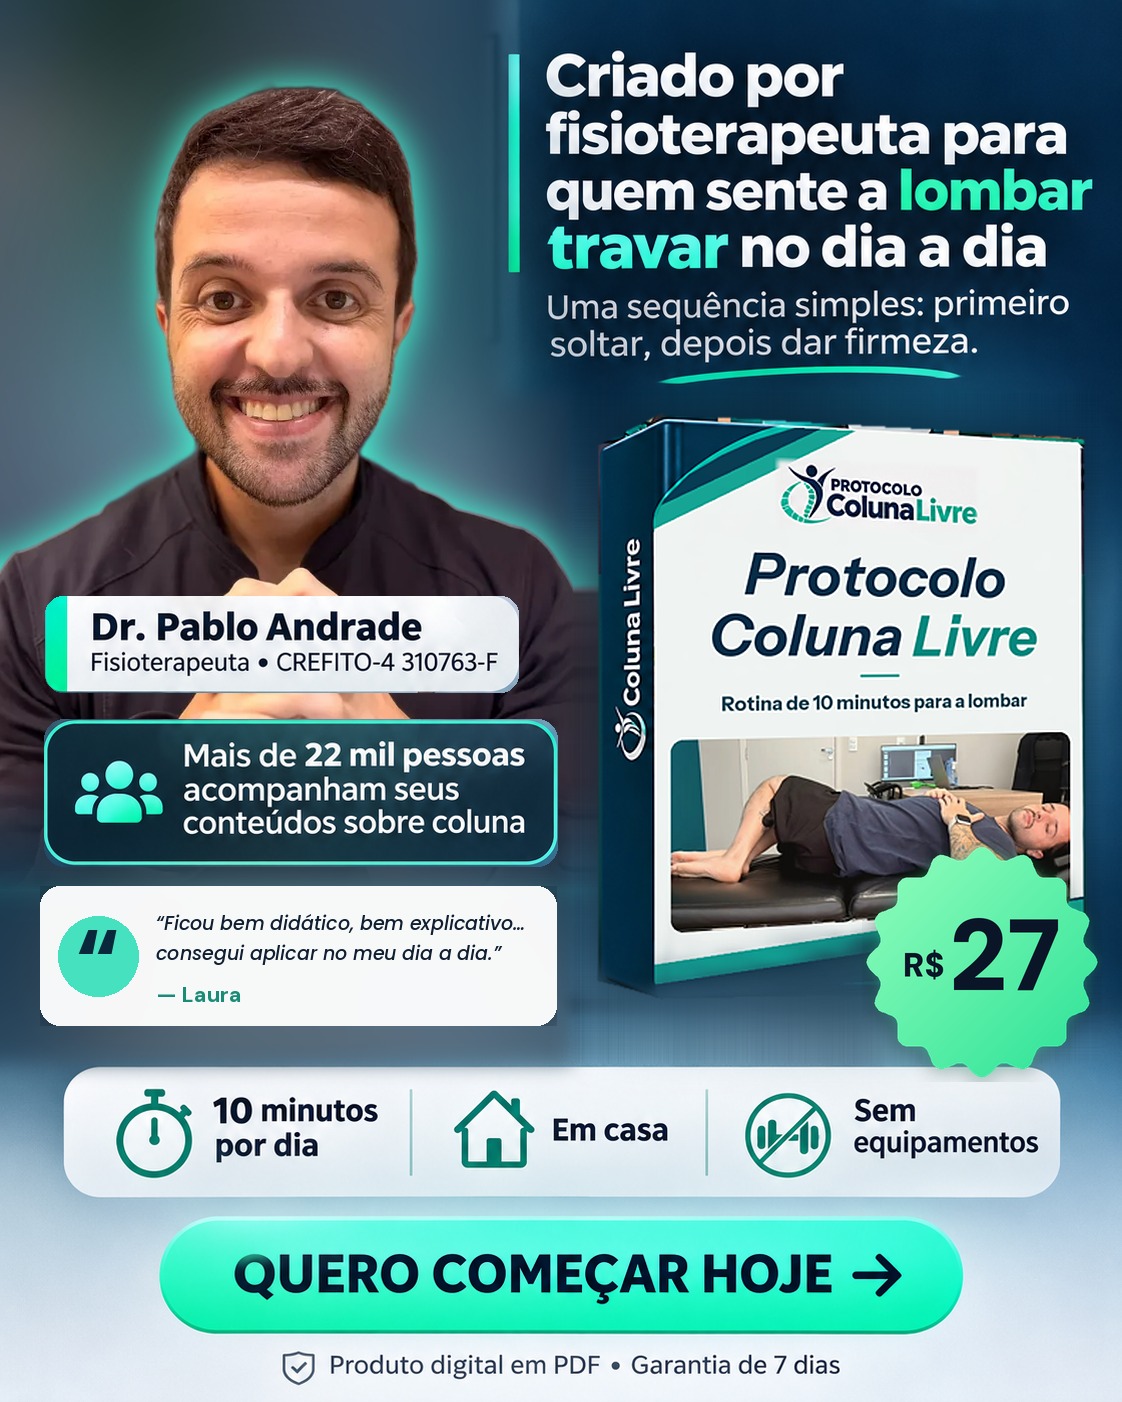 Criado por
fisioterapeuta para
quem sente a lombar
travar no dia a dia
Uma sequência simples: primeiro
soltar, depois dar firmeza.
PROTOCOLO
ColunaLivre
Protocolo
Coluna Livre
Rotina de 10 minutos para a lombar
Coluna Livre
R$ 27
Dr. Pablo Andrade
Fisioterapeuta • CREFITO-4 310763-F
Mais de 22 mil pessoas
acompanham seus
conteúdos sobre coluna
“Ficou bem didático, bem explicativo...
consegui aplicar no meu dia a dia.”
— Laura
10 minutos
por dia
Em casa
Sem
equipamentos
QUERO COMEÇAR HOJE →
Produto digital em PDF • Garantia de 7 dias